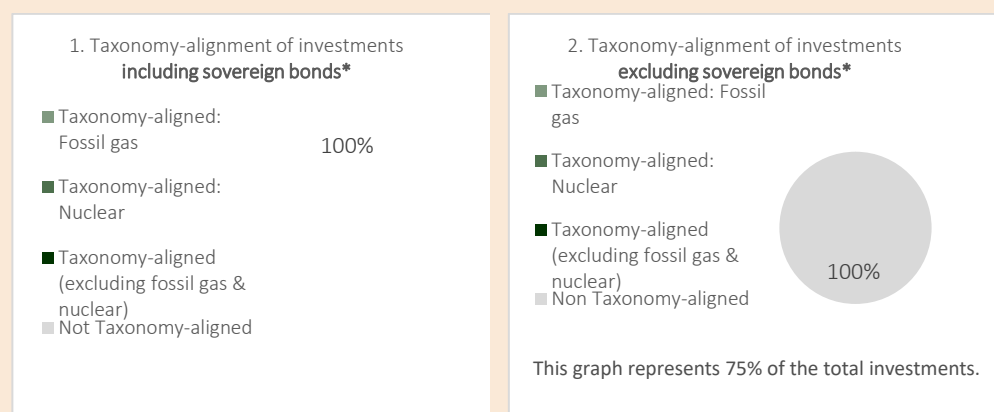 1. Taxonomy-alignment of investments
including sovereign bonds*
Taxonomy-aligned:
Fossil gas
100%
Taxonomy-aligned:
Nuclear
Taxonomy-aligned
(excluding fossil gas &
nuclear)
Not Taxonomy-aligned
2. Taxonomy-alignment of investments
excluding sovereign bonds*
Taxonomy-aligned: Fossil
gas
Taxonomy-aligned:
Nuclear
Taxonomy-aligned
(excluding fossil gas &
nuclear)
Non Taxonomy-aligned
100%
This graph represents 75% of the total investments.